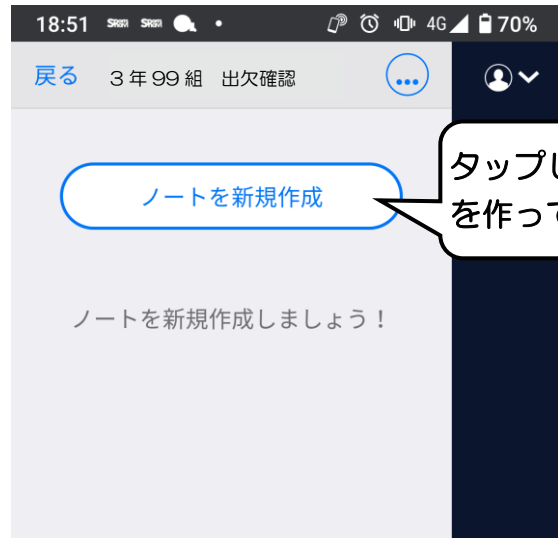 18:51 SRSM SRSM 4G 70%
戻る 3年99組 出欠確認
タップし
ノートを新規作成
を作って
ノートを新規作成しましょう！